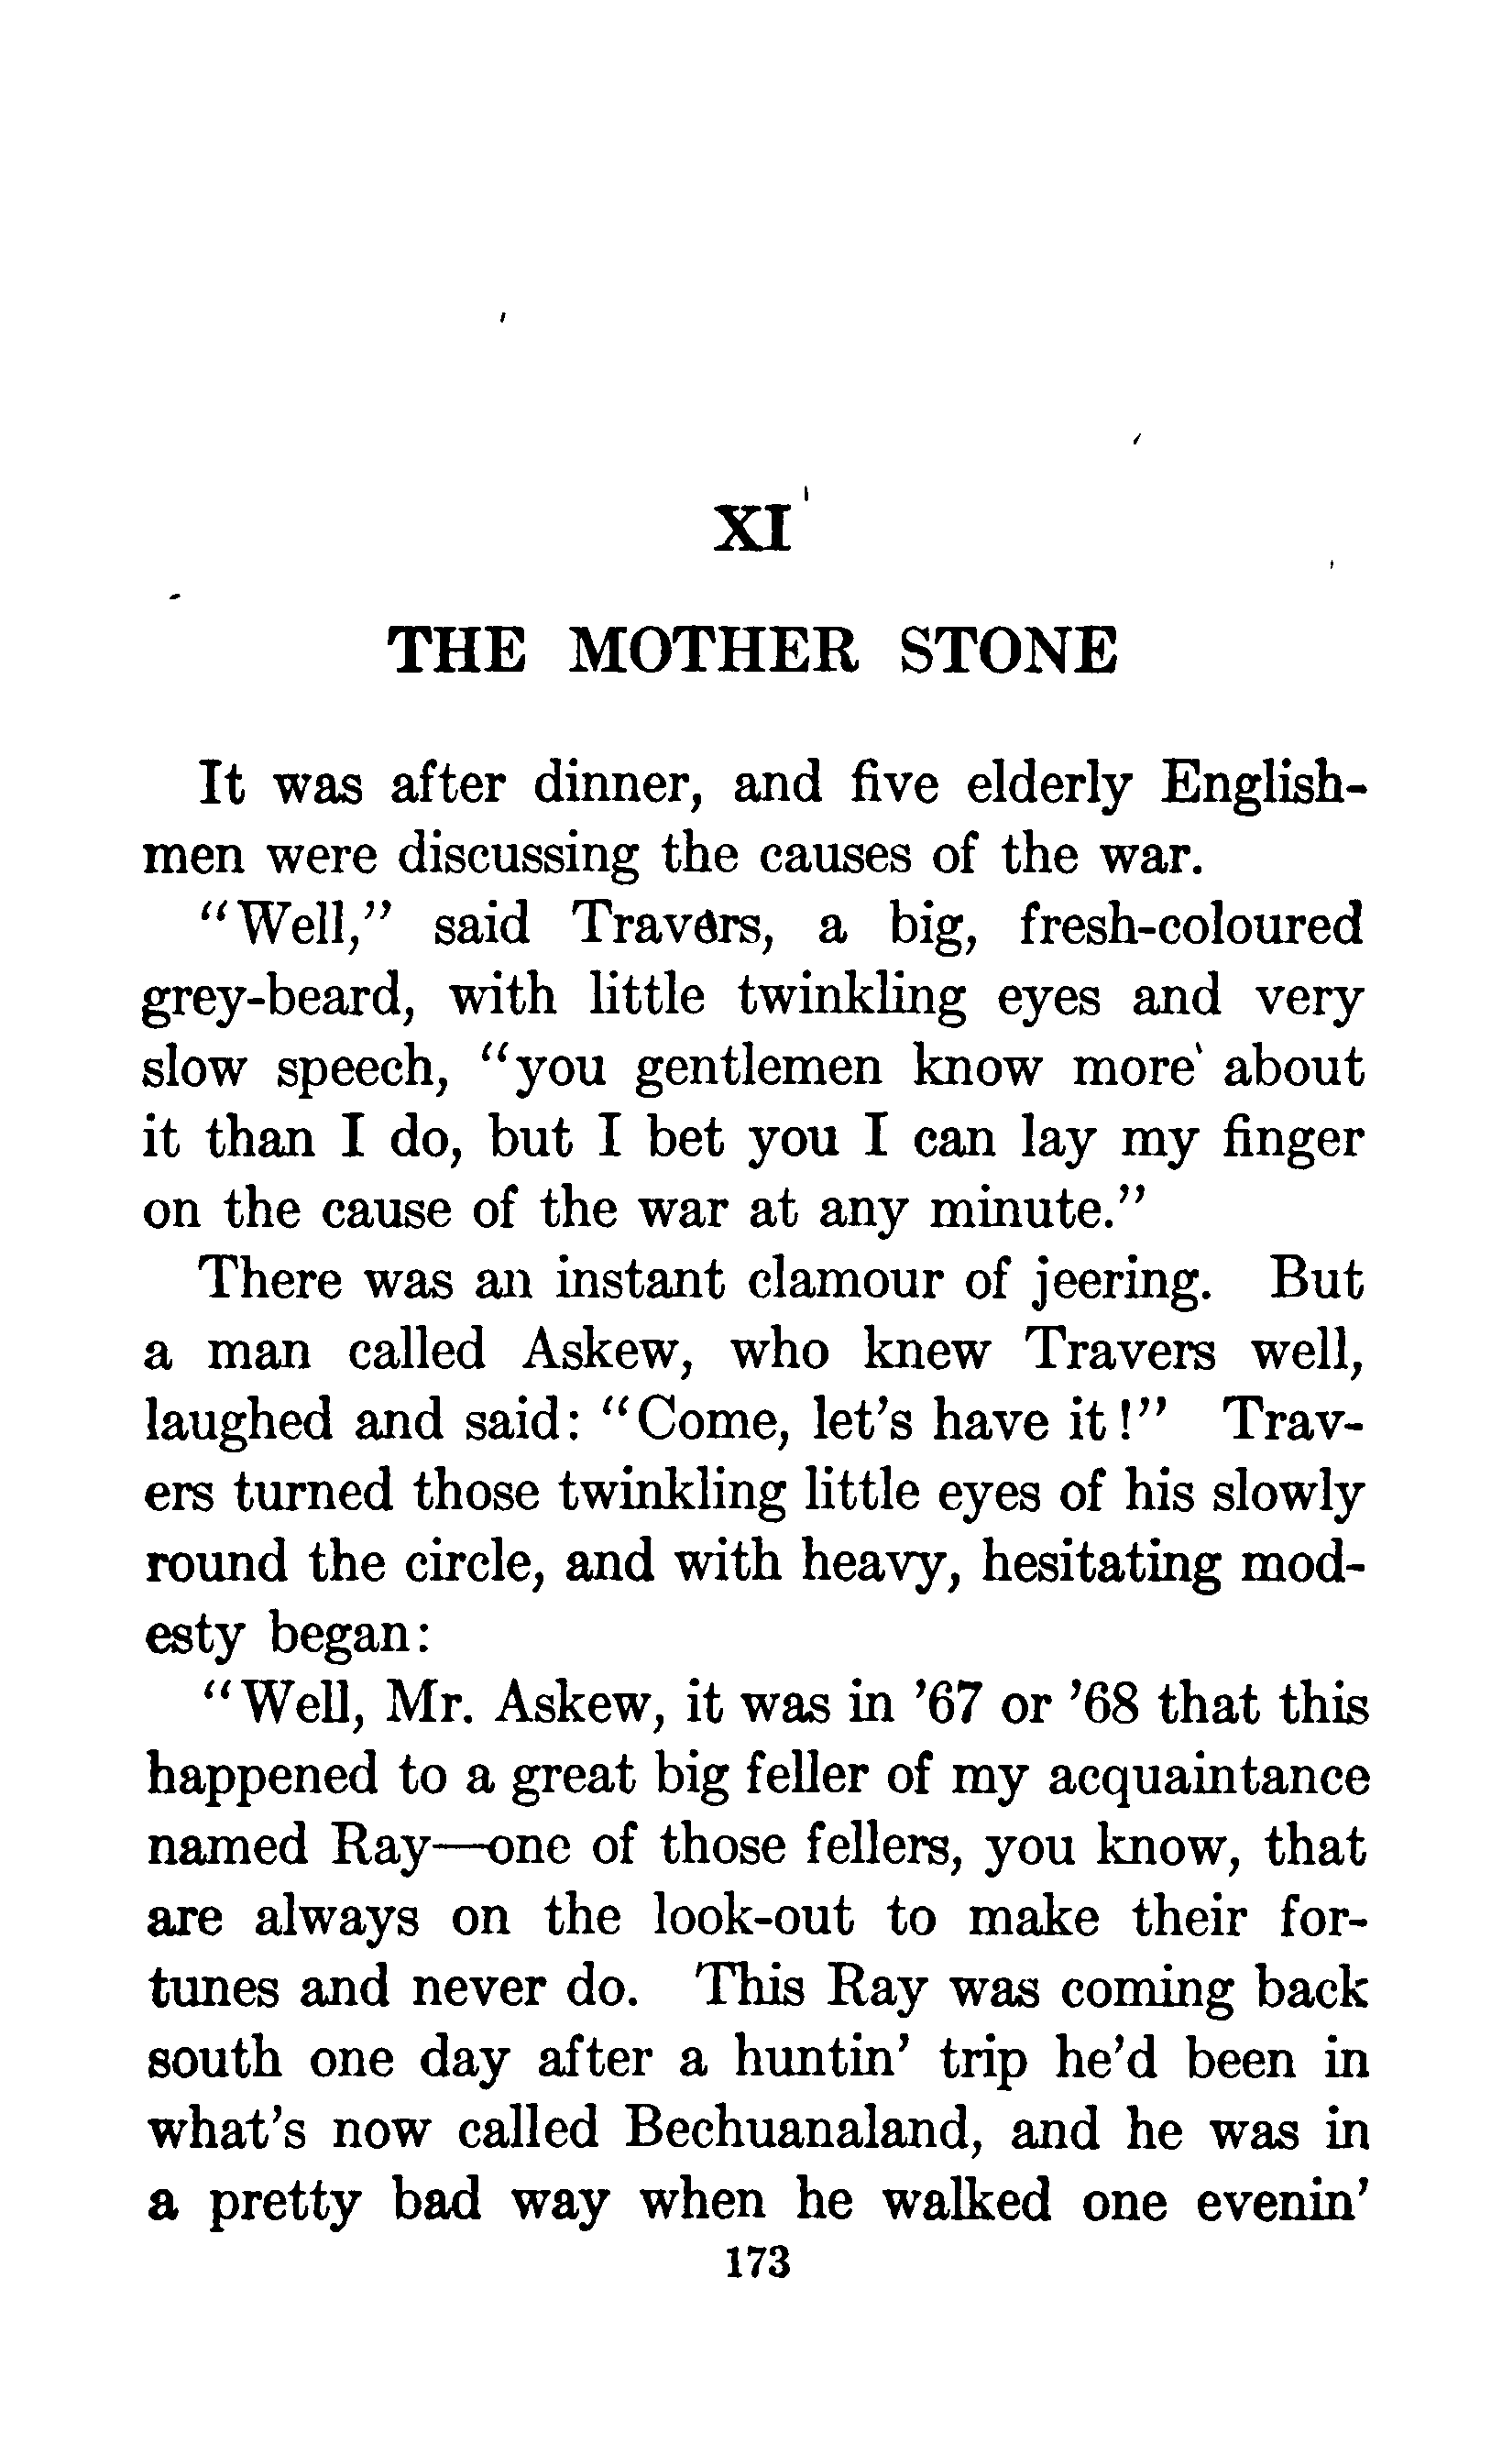 XI
THE MOTHER STONE
It was after dinner, and five elderly English-
men were discussing the causes of the war.
"Well," said Travers, a big, fresh-coloured
grey-beard, with little twinkling eyes and very
slow speech, "you gentlemen know more about
it than I do, but I bet you I can lay my finger
on the cause of the war at any minute."
There was an instant clamour of jeering. But
a man called Askew, who knew Travers well,
laughed and said: "Come, let's have it!" Trav-
ers turned those twinkling little eyes of his slowly
round the circle, and with heavy, hesitating mod-
esty began:
"Well, Mr. Askew, it was in '67 or '68 that this
happened to a great big feller of my acquaintance
named Ray—one of those fellers, you know, that
are always on the look-out to make their for-
tunes and never do. This Ray was coming back
south one day after a huntin' trip he'd been in
what's now called Bechuanaland, and he was in
a pretty bad way when he walked one evenin'
173